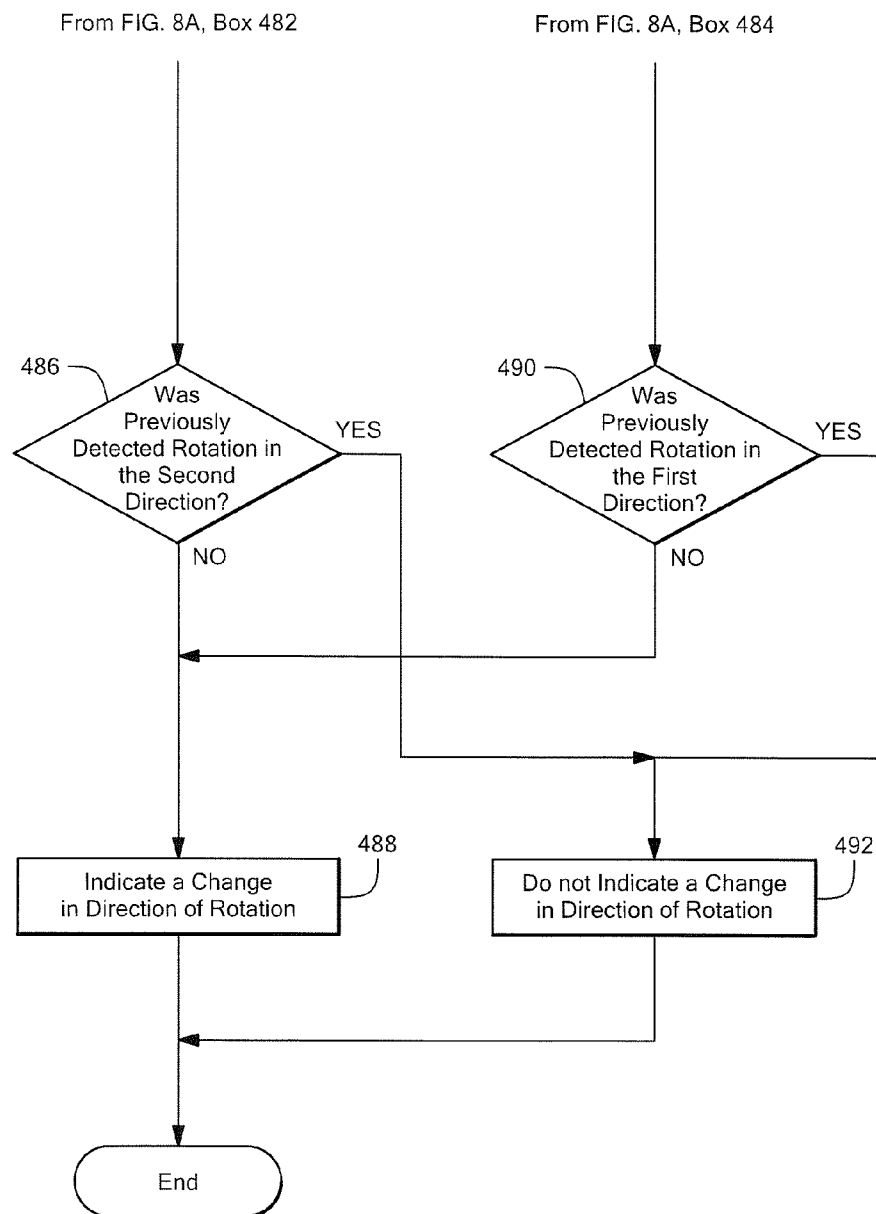 From FIG. 8A, Box 482
From FIG. 8A, Box 484
486
Was
Previously
Detected Rotation in
the Second
Direction?
YES
NO
490
Was
Previously
Detected Rotation in
the First
Direction?
YES
NO
488
Indicate a Change
in Direction of Rotation
492
Do not Indicate a Change
in Direction of Rotation
End